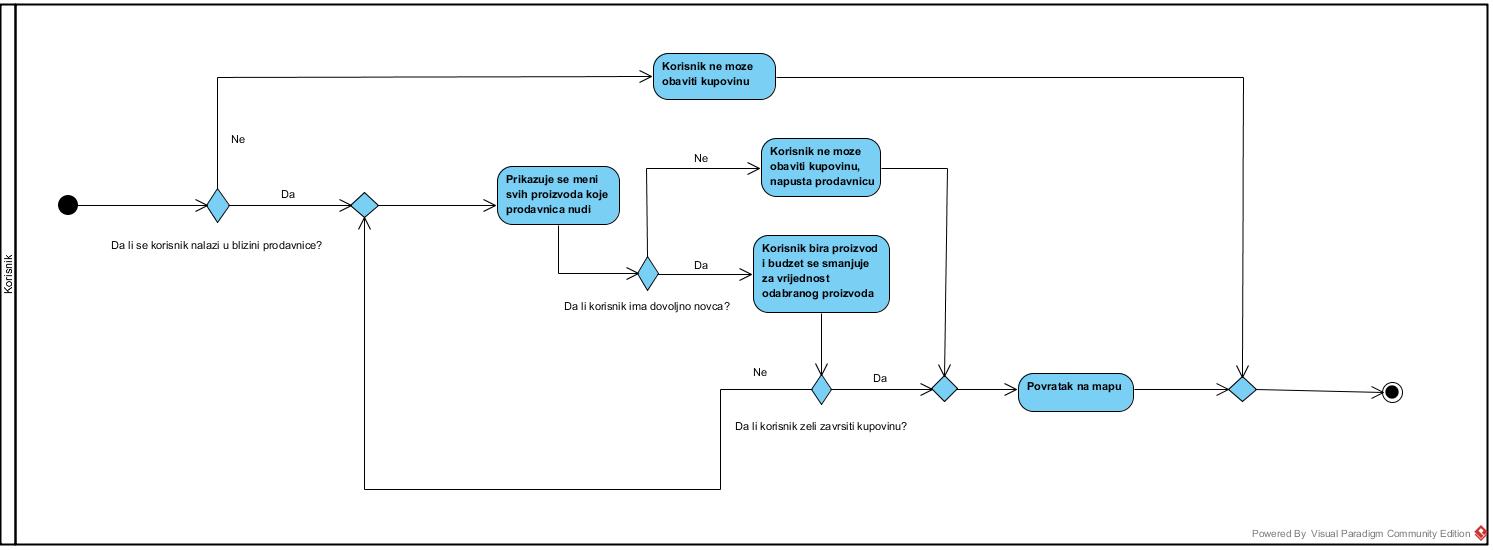 Korisnik
Korisnik ne moze
obaviti kupovinu
Ne
Korisnik ne moze
obaviti kupovinu,
napusta prodavnicu
Ne
Prikazuje se meni
svih proizvoda koje
prodavnica nudi
Da
Da li se korisnik nalazi u blizini prodavnice?
Korisnik bira proizvod
i budzet se smanjuje
za vrijednost
odabranog proizvoda
Da
Da li korisnik ima dovoljno novca?
Ne
Da
Povratak na mapu
Da li korisnik zeli zavrsiti kupovinu?
Powered By Visual Paradigm Community Edition